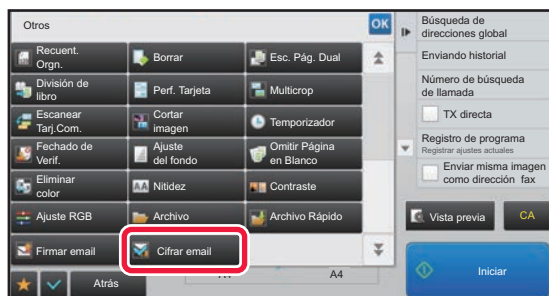 Otros
OK
Recuent.
Orgn.
Borrar
Esc. Pág. Dual
División de
libro
Perf. Tarjeta
Multicrop
Escanear
Tarj.Com.
Cortar
imagen
Temporizador
Fechado de
Verif.
Ajuste
del fondo
Omitir Página
en Blanco
Eliminar
color
AA Nitidez
Contraste
Ajuste RGB
Archivo
Archivo Rápido
Firmar email
Cifrar email
Atrás
A4
Búsqueda de
direcciones global
Enviando historial
Número de búsqueda
de llamada
TX directa
Registro de programa
Registrar ajustes actuales
Enviar misma imagen
como dirección fax
Vista previa
CA
Iniciar